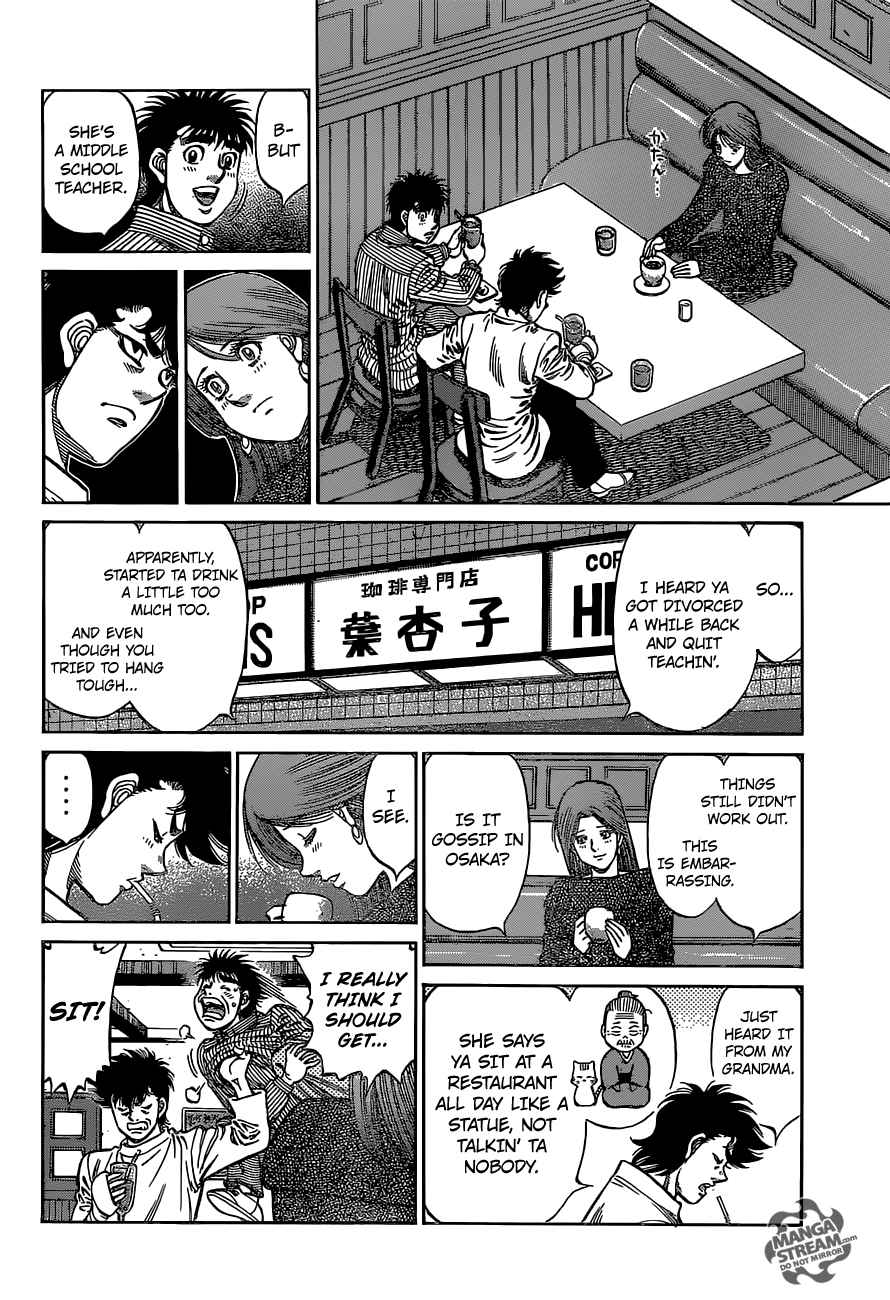 かたん…
B-
BUT
SHE'S
A MIDDLE
SCHOOL
TEACHER.
SO...
I HEARD YA
GOT DIVORCED
A WHILE BACK
AND QUIT
TEACHIN'.
COF
HE
珈琲専門店
葉杏子
OP
NS
APPARENTLY,
STARTED TA DRINK
A LITTLE TOO
MUCH TOO.
AND EVEN
THOUGH YOU
TRIED TO HANG
TOUGH...
THINGS
STILL DIDN'T
WORK OUT.
THIS
IS EMBAR-
RASSING.
IS IT
GOSSIP IN
OSAKA?
I
SEE.
....
JUST
HEARD IT
FROM MY
GRANDMA.
SHE SAYS
YA SIT AT A
RESTAURANT
ALL DAY LIKE A
STATUE, NOT
TALKIN' TA
NOBODY.
I REALLY
THINK I
SHOULD
GET...
SIT!
MANGA
STREAM.com
DO NOT MIRROR